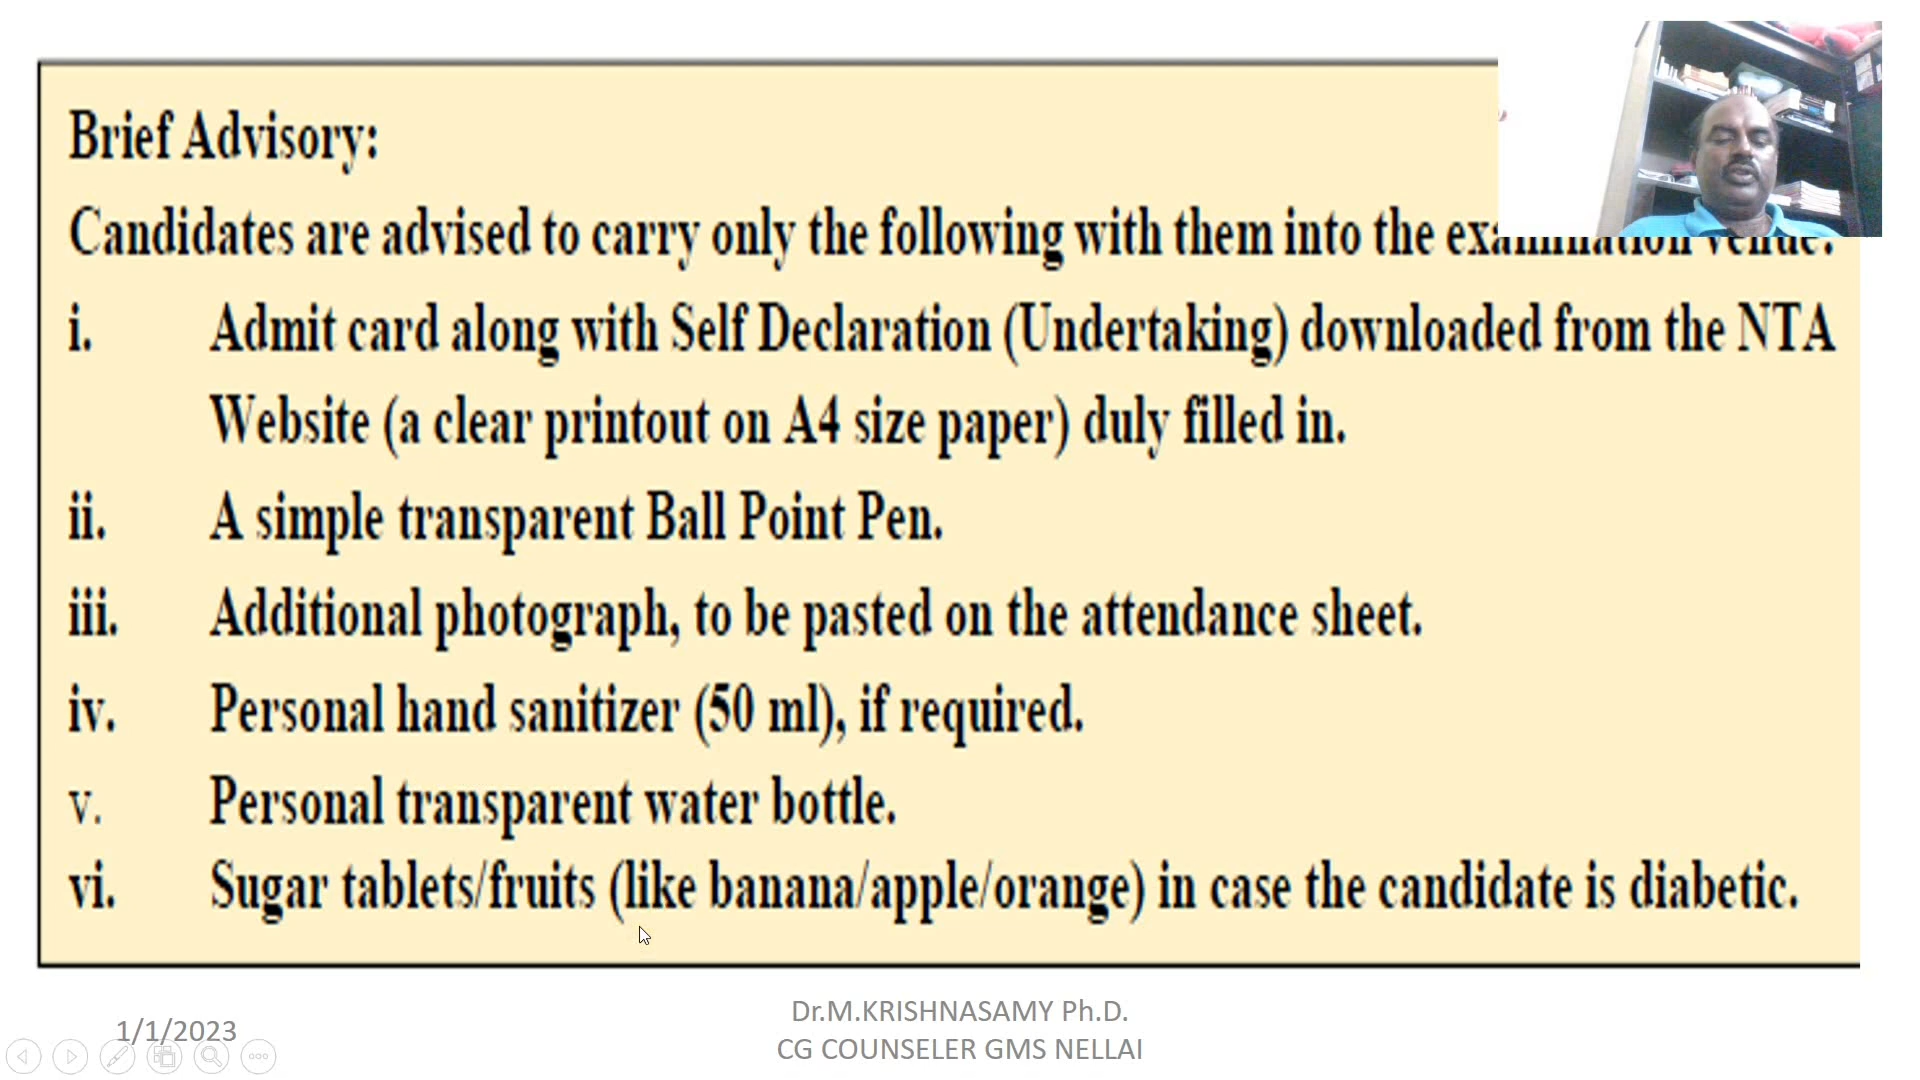 Brief Advisory:
Candidates are advised to carry only the following with them into the examination venue:
i. Admit card along with Self Declaration (Undertaking) downloaded from the NTA
Website (a clear printout on A4 size paper) duly filled in.
ii. A simple transparent Ball Point Pen.
iii. Additional photograph, to be pasted on the attendance sheet.
iv. Personal hand sanitizer (50 ml), if required.
v. Personal transparent water bottle.
vi. Sugar tablets/fruits (like banana/apple/orange) in case the candidate is diabetic.
1/1/2023
Dr.M.KRISHNASAMY Ph.D.
CG COUNSELER GMS NELLAI